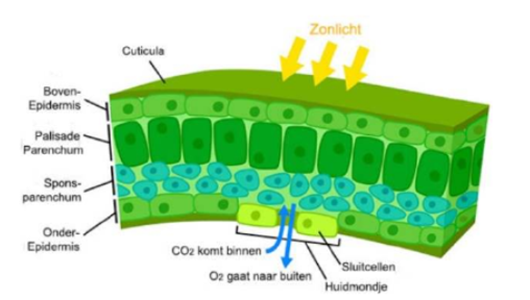 Zonlicht
Cuticula
Boven-
Epidermis
Palisade
Parenchum
Spons-
parenchum
Onder-
Epidermis
CO2 komt binnen
O2 gaat naar buiten
Sluitcellen
Huidmondje